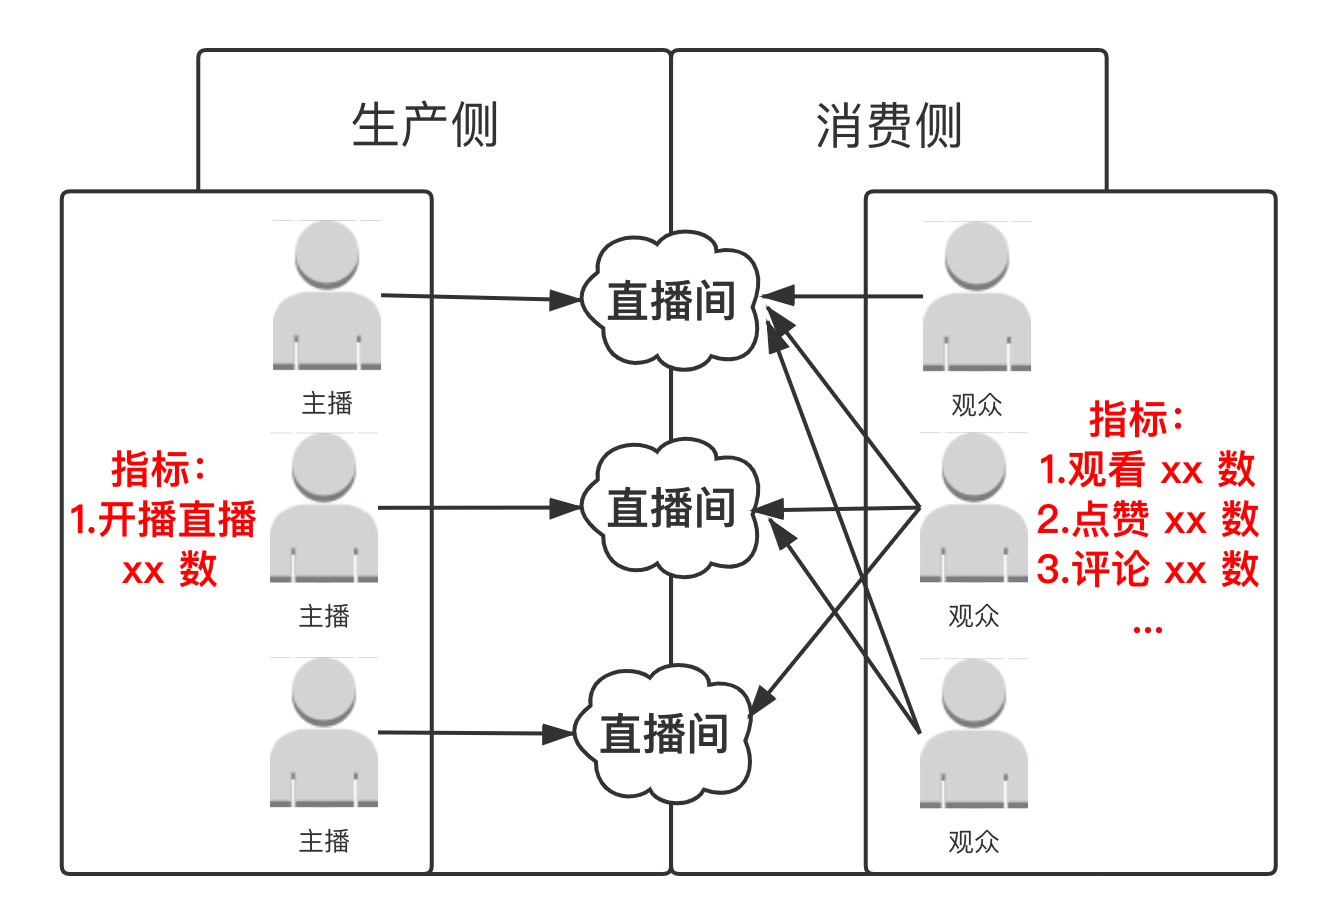 生产侧
消费侧
主播
主播
主播
指标：
1.开播直播
xx 数
直播间
直播间
直播间
观众
观众
观众
指标：
1.观看 xx 数
2.点赞 xx 数
3.评论 xx 数
...